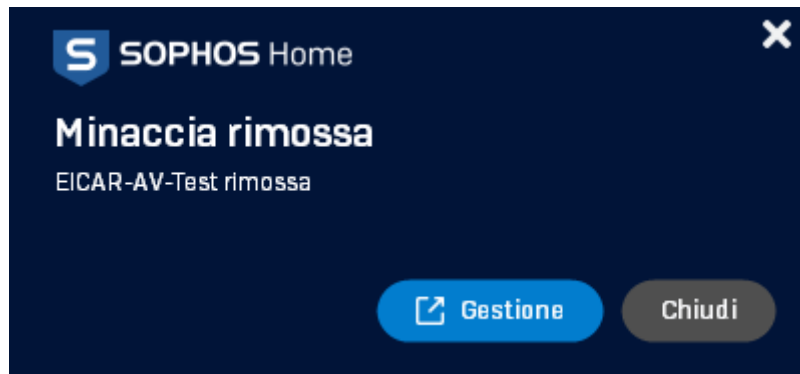 SOPHOS Home
Minaccia rimossa
EICAR-AV-Test rimossa
Gestione
Chiudi